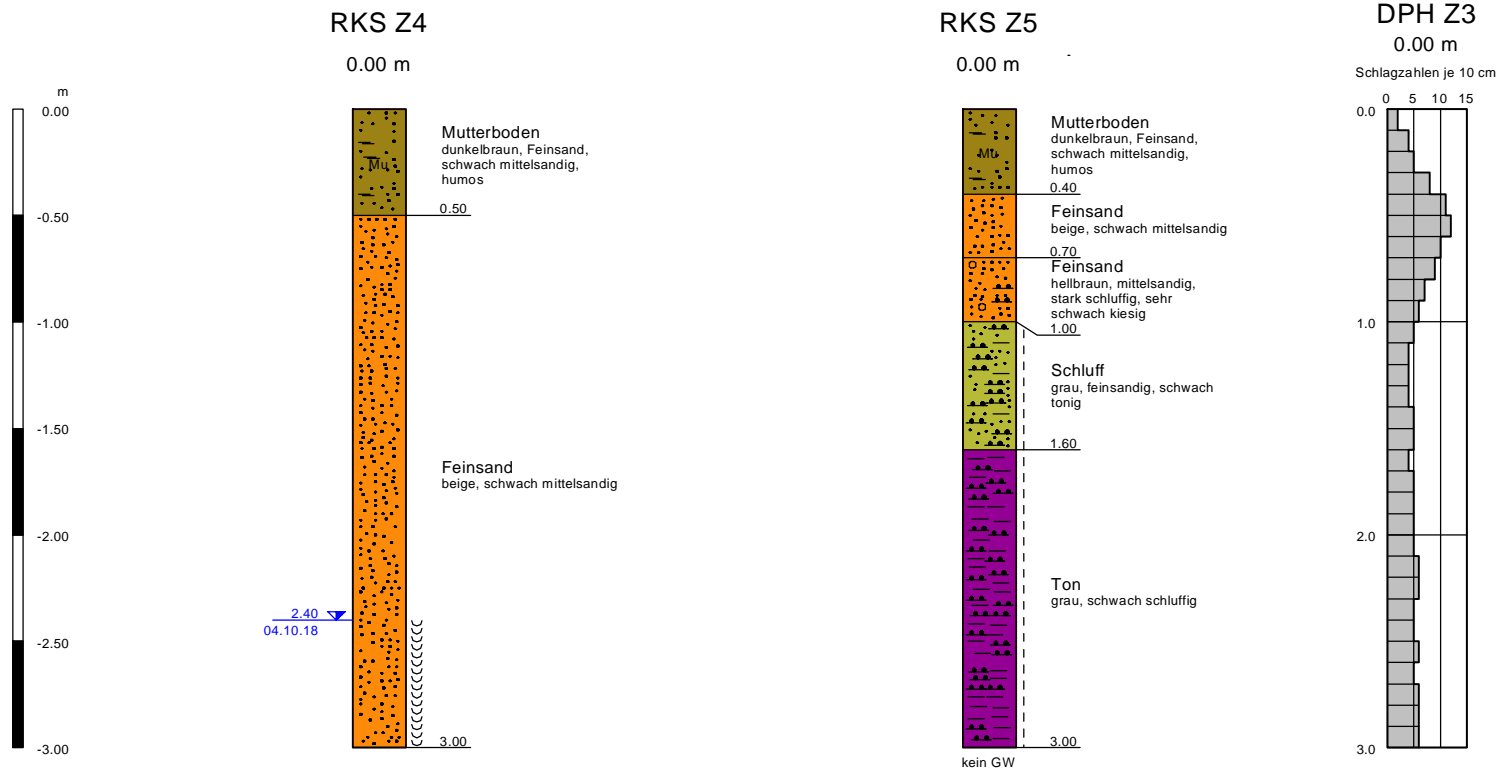 RKS Z4
0.00 m
RKS Z5
0.00 m
DPH Z3
0.00 m
Schlagzahlen je 10 cm
0 5 10 15
m
0.00
-0.50
-1.00
-1.50
-2.00
-2.50
-3.00
Mu
Mutterboden
dunkelbraun, Feinsand,
schwach mittelsandig,
humos
0.50
Feinsand
beige, schwach mittelsandig
2.40
04.10.18
3.00
Mu
Mutterboden
dunkelbraun, Feinsand,
schwach mittelsandig,
humos
0.40
Feinsand
beige, schwach mittelsandig
0.70
Feinsand
hellbraun, mittelsandig,
stark schluffig, sehr
schwach kiesig
1.00
Schluff
grau, feinsandig, schwach
tonig
1.60
Ton
grau, schwach schluffig
3.00
kein GW
0.0
1.0
2.0
3.0